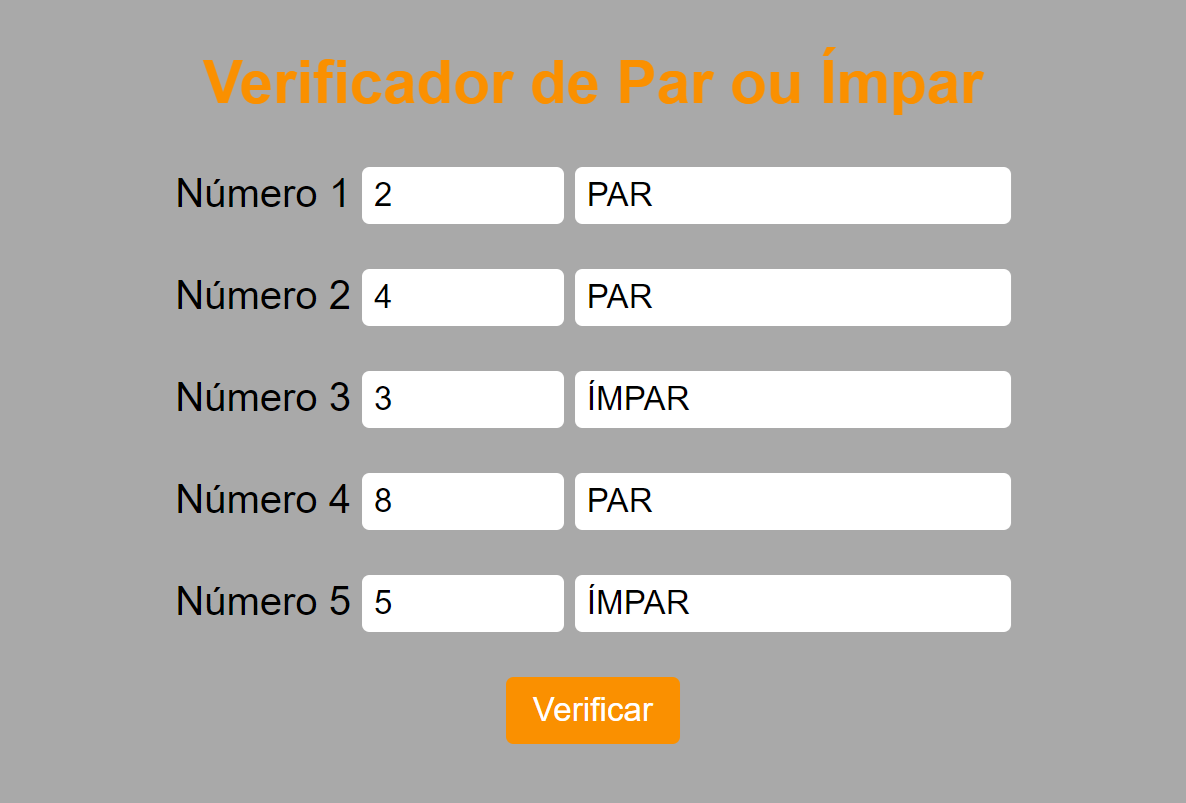 Verificador de Par ou Ímpar
Número 1 2 PAR
Número 2 4 PAR
Número 3 3 ÍMPAR
Número 4 8 PAR
Número 5 5 ÍMPAR
Verificar